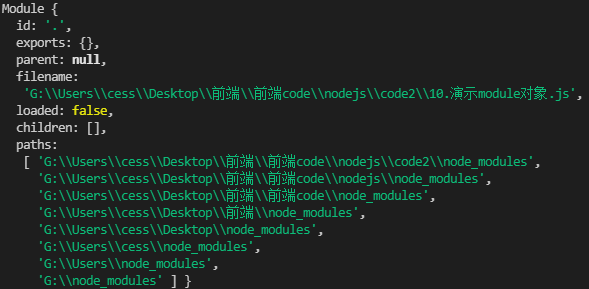 Module {
  id: '.',
  exports: {},
  parent: null,
  filename:
   'G:\\Users\\cess\\Desktop\\前端\\前端code\\nodejs\\code2\\10.演示module对象.js',
  loaded: false,
  children: [],
  paths:
   [ 'G:\\Users\\cess\\Desktop\\前端\\前端code\\nodejs\\code2\\node_modules',
     'G:\\Users\\cess\\Desktop\\前端\\前端code\\nodejs\\node_modules',
     'G:\\Users\\cess\\Desktop\\前端\\前端code\\node_modules',
     'G:\\Users\\cess\\Desktop\\前端\\node_modules',
     'G:\\Users\\cess\\Desktop\\node_modules',
     'G:\\Users\\cess\\node_modules',
     'G:\\Users\\node_modules',
     'G:\\node_modules' ] }